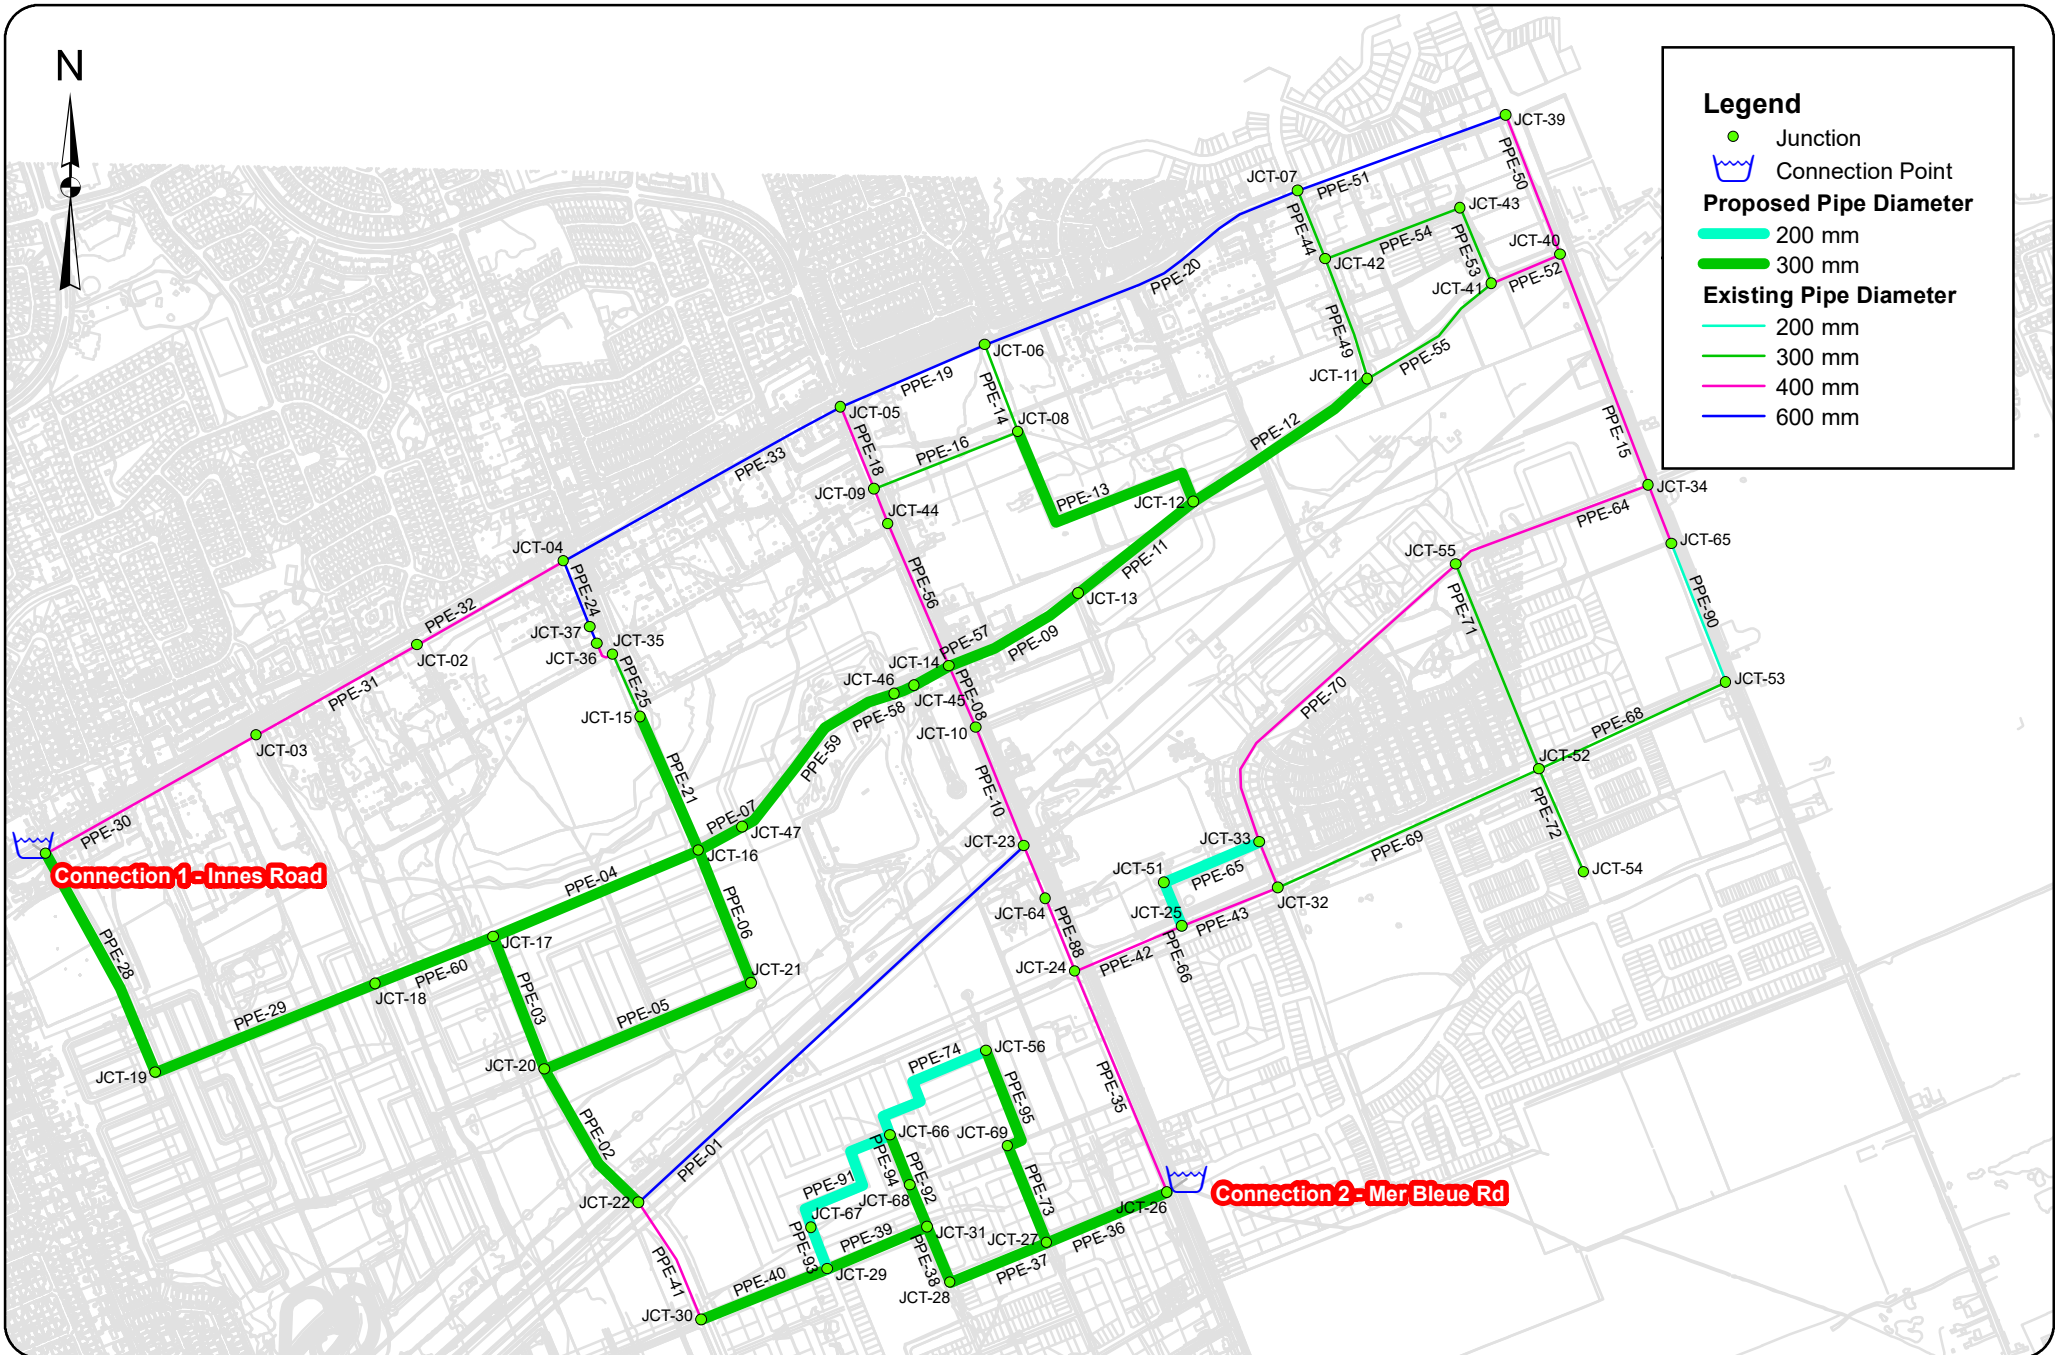 N
Legend
Junction
Connection Point
Proposed Pipe Diameter
200 mm
300 mm
Existing Pipe Diameter
200 mm
300 mm
400 mm
600 mm
JCT-39
JCT-07
PPE-51
PPE-50
JCT-43
PPE-44
PPE-54
PPE-53
JCT-40
JCT-42
PPE-52
JCT-41
PPE-20
PPE-49
PPE-55
JCT-06
JCT-11
PPE-19
PPE-14
JCT-05
JCT-08
PPE-12
PPE-15
PPE-18
PPE-16
PPE-33
JCT-09
PPE-13
JCT-12
JCT-34
JCT-44
PPE-64
JCT-04
JCT-65
JCT-55
PPE-11
PPE-56
PPE-24
JCT-13
PPE-32
PPE-71
PPE-90
JCT-37
JCT-35
JCT-36
JCT-02
PPE-57
PPE-09
JCT-14
PPE-25
JCT-46
JCT-45
JCT-53
PPE-31
PPE-70
PPE-08
PPE-58
JCT-15
JCT-10
PPE-68
JCT-03
PPE-59
JCT-52
PPE-21
PPE-10
PPE-07
PPE-72
JCT-47
PPE-30
JCT-23
JCT-33
PPE-69
JCT-16
JCT-51
PPE-65
JCT-54
Connection 1 - Innes Road
PPE-04
JCT-32
JCT-64
JCT-25
PPE-43
PPE-06
PPE-88
JCT-17
PPE-66
PPE-42
JCT-24
JCT-21
PPE-28
PPE-60
JCT-18
PPE-03
PPE-29
PPE-05
JCT-56
PPE-74
JCT-20
JCT-19
PPE-35
PPE-95
PPE-02
JCT-66
JCT-69
PPE-01
PPE-94
PPE-92
PPE-91
JCT-68
PPE-73
Connection 2 - Mer Bleue Rd
JCT-22
JCT-26
JCT-67
JCT-31
PPE-39
PPE-36
JCT-27
PPE-93
PPE-38
PPE-37
PPE-41
PPE-40
JCT-29
JCT-28
JCT-30